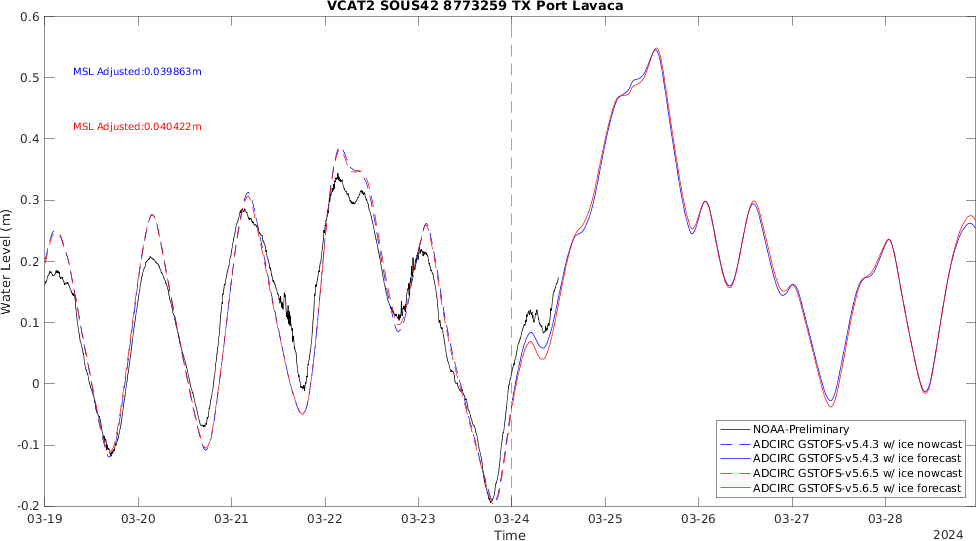 VCAT2 SOUS42 8773259 TX Port Lavaca
0.6
0.5
0.4
0.3
0.2
0.1
0
-0.1
-0.2
Water Level (m)
MSL Adjusted:0.039863m
MSL Adjusted:0.040422m
NOAA-Preliminary
ADCIRC GSTOFS-v5.4.3 w/ ice nowcast
ADCIRC GSTOFS-v5.4.3 w/ ice forecast
ADCIRC GSTOFS-v5.6.5 w/ ice nowcast
ADCIRC GSTOFS-v5.6.5 w/ ice forecast
03-19 03-20 03-21 03-22 03-23 03-24 03-25 03-26 03-27 03-28
Time
2024